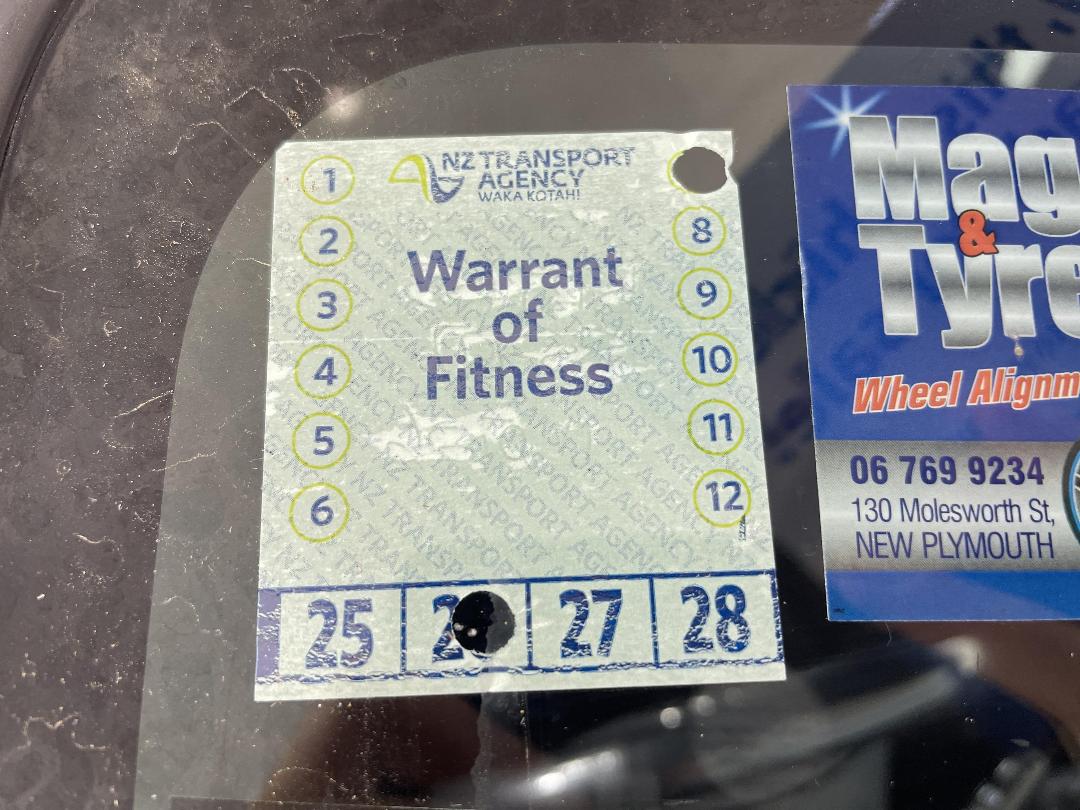 NZ TRANSPORT
AGENCY
WAKA KOTAHI
Warrant
of
Fitness
1
2
3
4
5
6
8
9
10
11
12
25
27
28
Mag
&
Tyre
Wheel Alignm
06 769 9234
130 Molesworth St,
NEW PLYMOUTH